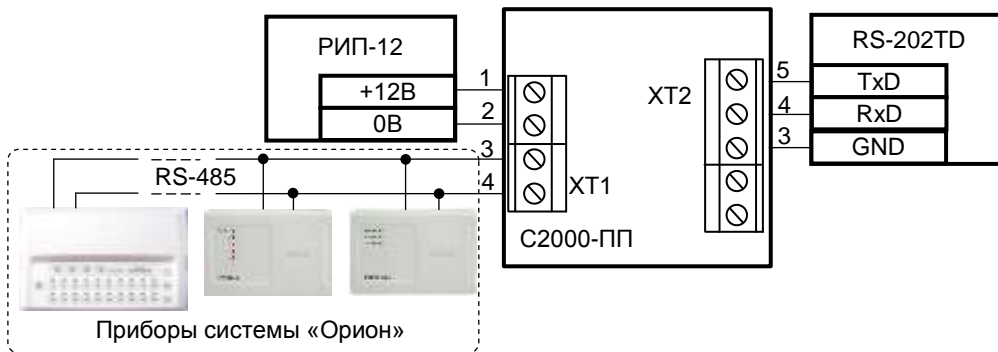 РИП-12
+12В
0В
1
2
3
4
RS-485
XT1
XT2
С2000-ПП
5
4
3
RS-202TD
TxD
RxD
GND
Приборы системы «Орион»